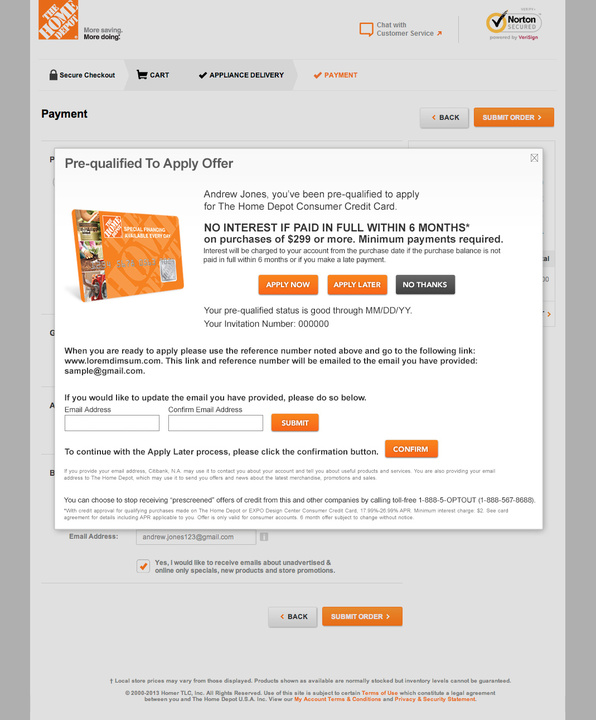 THE HOME DEPOT
More saving.
More doing.
Chat with
Customer Service
Norton
SECURED
powered by VeriSign
Secure Checkout
CART
APPLIANCE DELIVERY
PAYMENT
Payment
BACK
SUBMIT ORDER
Pre-qualified To Apply Offer
THE HOME DEPOT
SPECIAL FINANCING
AVAILABLE EVERY DAY
Andrew Jones, you've been pre-qualified to apply
for The Home Depot Consumer Credit Card.
NO INTEREST IF PAID IN FULL WITHIN 6 MONTHS*
on purchases of $299 or more. Minimum payments required.
Interest will be charged to your account from the purchase date if the purchase balance is not
paid in full within 6 months or if you make a late payment.
APPLY NOW
APPLY LATER
NO THANKS
Your pre-qualified status is good through MM/DD/YY.
Your Invitation Number: 000000
When you are ready to apply please use the reference number noted above and go to the following link:
www.loremdimsum.com. This link and reference number will be emailed to the email you have provided:
sample@gmail.com.
If you would like to update the email you have provided, please do so below.
Email Address
Confirm Email Address
SUBMIT
To continue with the Apply Later process, please click the confirmation button.
CONFIRM
If you provide your email address, Citibank, N.A. may use it to contact you about your account and tell you about useful products and services. You are also providing your email
address to The Home Depot, which may use it to send you offers and news about the latest merchandise, promotions and sales.
You can choose to stop receiving "prescreened" offers of credit from this and other companies by calling toll-free 1-888-5-OPTOUT (1-888-567-8688).
*With credit approval for qualifying purchases made on The Home Depot or EXPO Design Center Consumer Credit Card. 17.99%-26.99% APR. Minimum interest charge: $2. See card
agreement for details including APR applicable to you. Offer is only valid for consumer accounts. 6 month offer subject to change without notice.
Email Address:
andrew.jones123@gmail.com
Yes, I would like to receive emails about unadvertised &
online only specials, new products and store promotions.
BACK
SUBMIT ORDER
† Local store prices may vary from those displayed. Products shown as available are normally stocked but inventory levels cannot be guaranteed.
© 2000-2013 Homer TLC, Inc. All Rights Reserved. Use of this site is subject to certain Terms of Use which constitute a legal agreement
between you and The Home Depot U.S.A. Inc. View our My Account Terms & Conditions and Privacy & Security Statement.